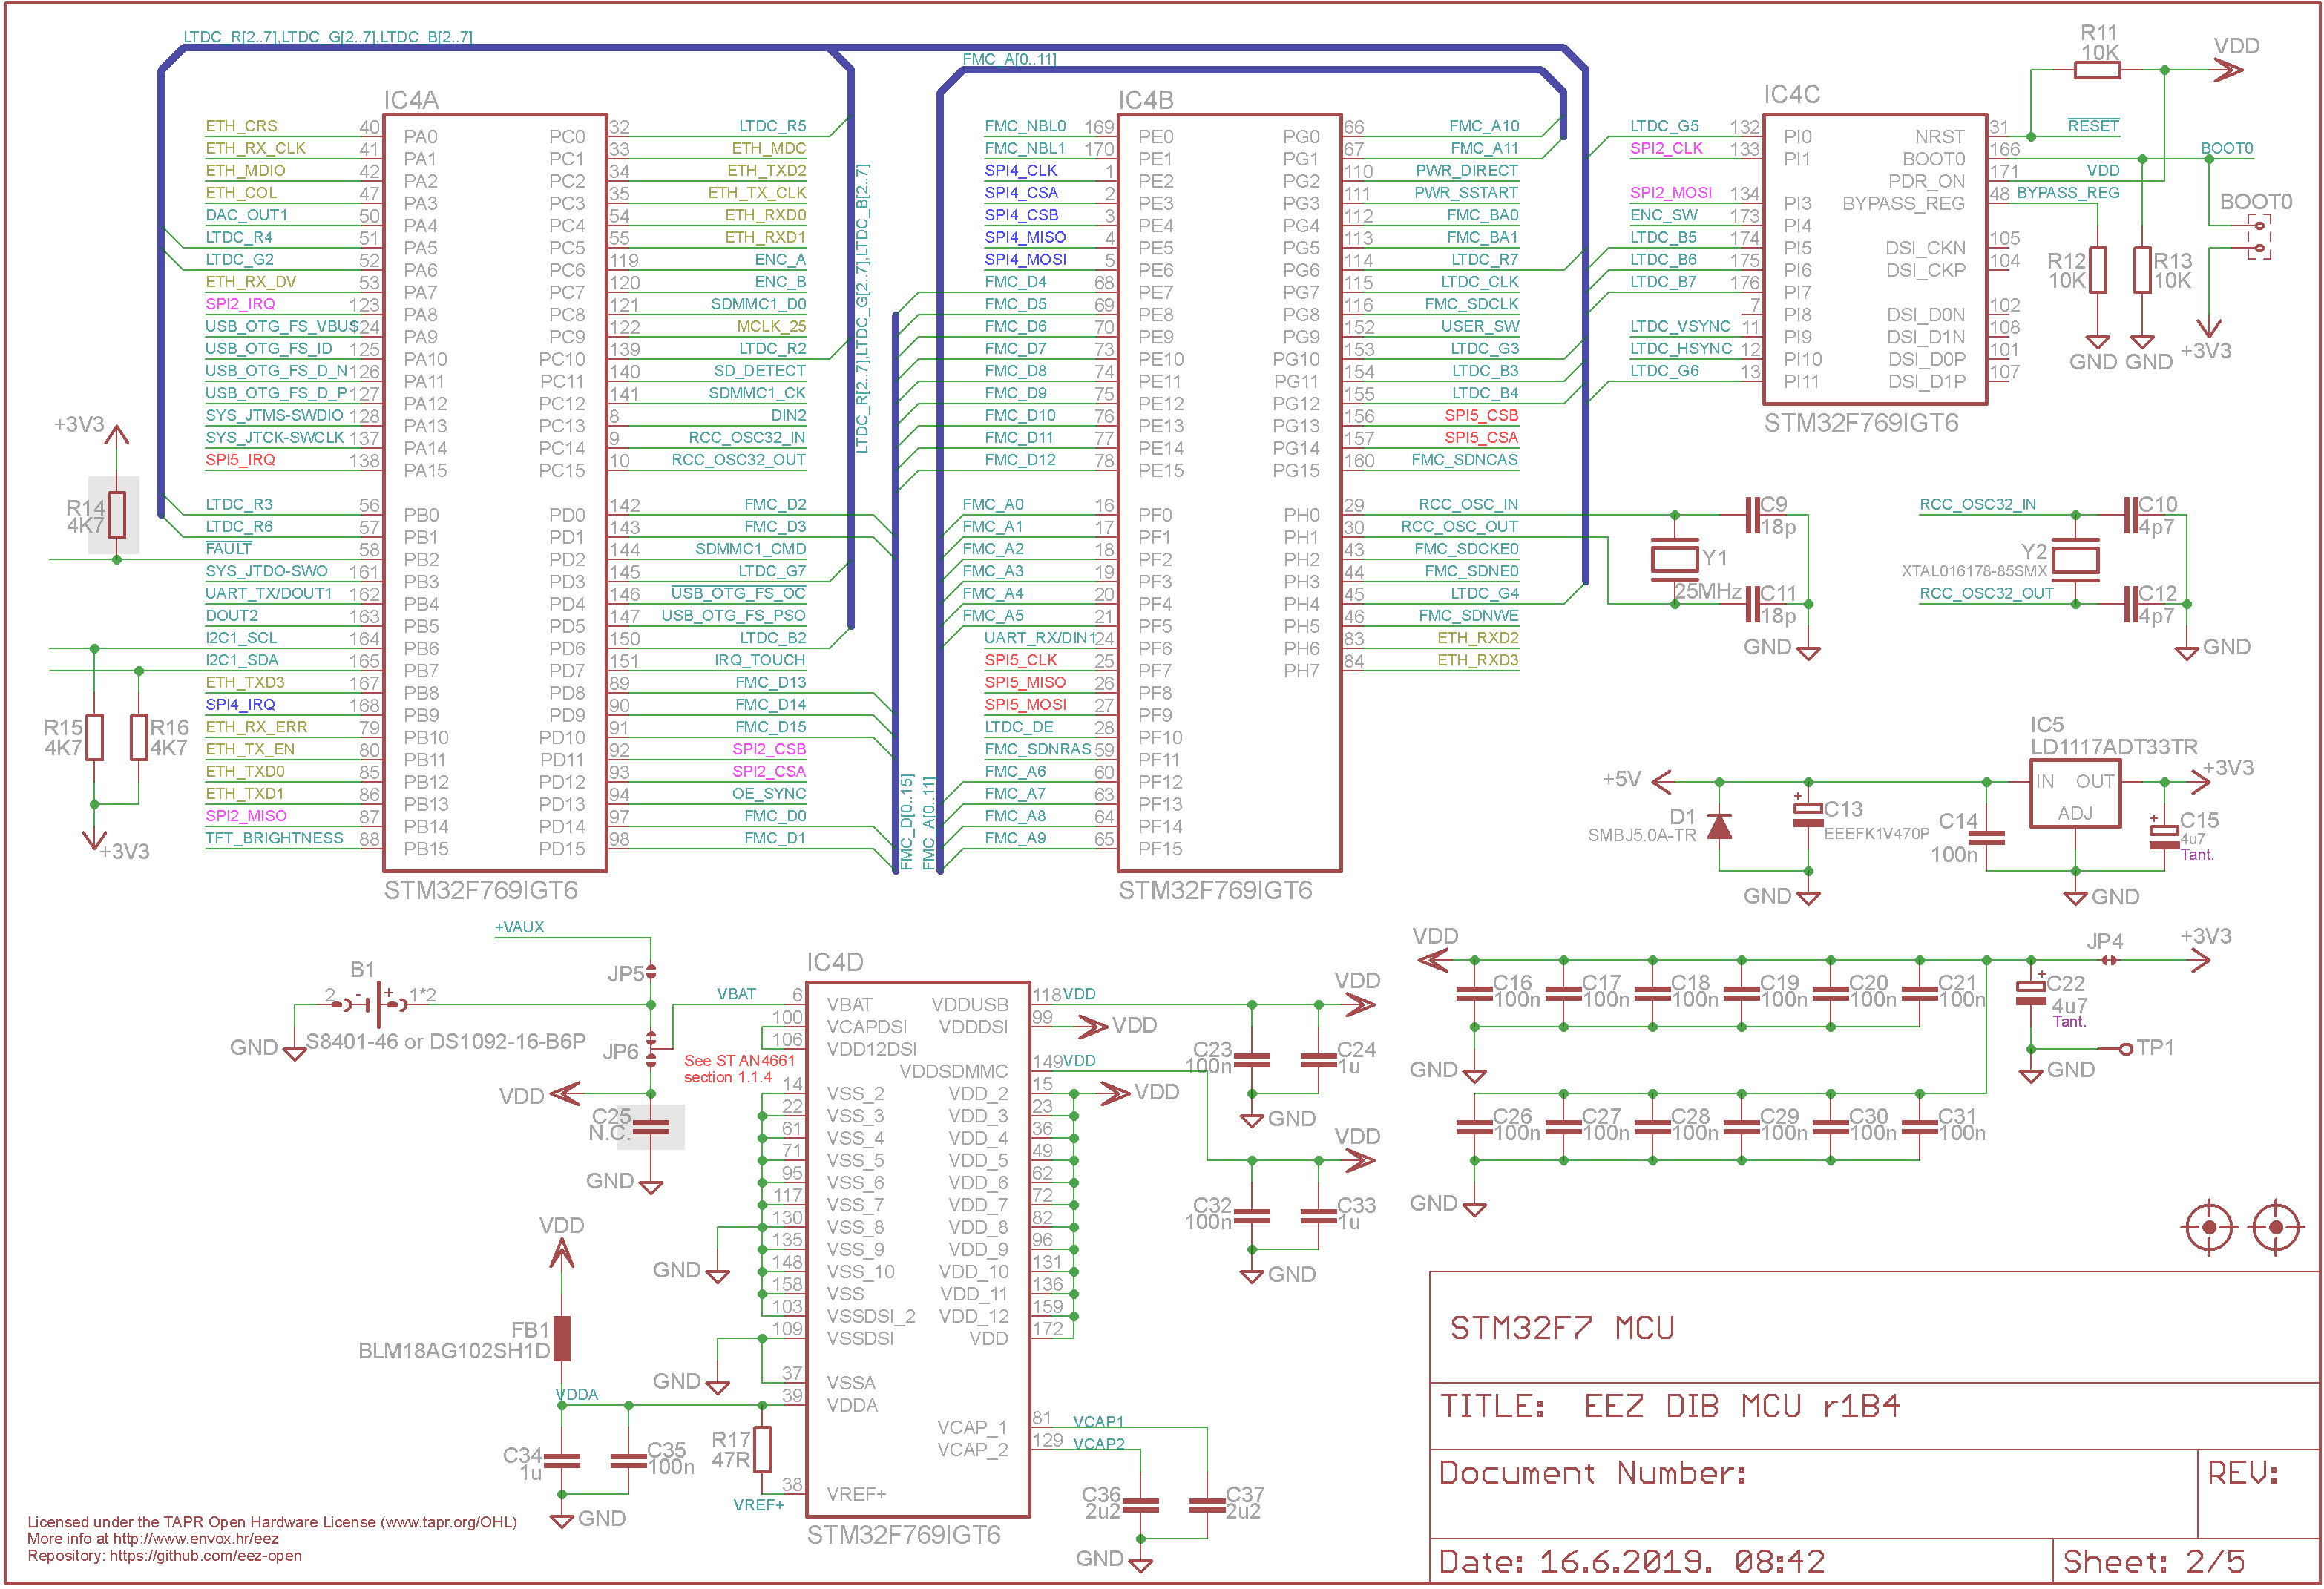 LTDC_R[2..7],LTDC_G[2..7],LTDC_B[2..7]
FMC_A[0..11]
IC4A
ETH_CRS 40 PA0
ETH_RX_CLK 41 PA1
ETH_MDIO 42 PA2
ETH_COL 47 PA3
DAC_OUT1 50 PA4
LTDC_R4 51 PA5
LTDC_G2 52 PA6
ETH_RX_DV 53 PA7
SPI2_IRQ 123 PA8
USB_OTG_FS_VBUS 124 PA9
USB_OTG_FS_ID 125 PA10
USB_OTG_FS_D_N 126 PA11
USB_OTG_FS_D_P 127 PA12
SYS_JTMS-SWDIO 128 PA13
SYS_JTCK-SWCLK 137 PA14
SPI5_IRQ 138 PA15
LTDC_R3 56 PB0
LTDC_R6 57 PB1
FAULT 58 PB2
SYS_JTDO-SWO 161 PB3
UART_TX/DOUT1 162 PB4
DOUT2 163 PB5
I2C1_SCL 164 PB6
I2C1_SDA 165 PB7
ETH_TXD3 167 PB8
SPI4_IRQ 168 PB9
ETH_RX_ERR 79 PB10
ETH_TX_EN 80 PB11
ETH_TXD0 85 PB12
ETH_TXD1 86 PB13
SPI2_MISO 87 PB14
TFT_BRIGHTNESS 88 PB15
PC0 32 LTDC_R5
PC1 33 ETH_MDC
PC2 34 ETH_TXD2
PC3 35 ETH_TX_CLK
PC4 54 ETH_RXD0
PC5 55 ETH_RXD1
PC6 119 ENC_A
PC7 120 ENC_B
PC8 121 SDMMC1_D0
PC9 122 MCLK_25
PC10 139 LTDC_R2
PC11 140 SD_DETECT
PC12 141 SDMMC1_CK
PC13 8 DIN2
PC14 9 RCC_OSC32_IN
PC15 10 RCC_OSC32_OUT
PD0 142 FMC_D2
PD1 143 FMC_D3
PD2 144 SDMMC1_CMD
PD3 145 LTDC_G7
PD4 146 USB_OTG_FS_OC
PD5 147 USB_OTG_FS_PSO
PD6 150 LTDC_B2
PD7 151 IRQ_TOUCH
PD8 89 FMC_D13
PD9 90 FMC_D14
PD10 91 FMC_D15
PD11 92 SPI2_CSB
PD12 93 SPI2_CSA
PD13 94 OE_SYNC
PD14 97 FMC_D0
PD15 98 FMC_D1
STM32F769IGT6
LTDC_R[2..7],LTDC_G[2..7],LTDC_B[2..7]
FMC_D[0..15]
FMC_A[0..11]
+3V3
R14
4K7
R15
4K7
R16
4K7
+3V3
IC4B
FMC_NBL0 169 PE0
FMC_NBL1 170 PE1
SPI4_CLK 1 PE2
SPI4_CSA 2 PE3
SPI4_CSB 3 PE4
SPI4_MISO 4 PE5
SPI4_MOSI 5 PE6
FMC_D4 68 PE7
FMC_D5 69 PE8
FMC_D6 70 PE9
FMC_D7 73 PE10
FMC_D8 74 PE11
FMC_D9 75 PE12
FMC_D10 76 PE13
FMC_D11 77 PE14
FMC_D12 78 PE15
FMC_A0 16 PF0
FMC_A1 17 PF1
FMC_A2 18 PF2
FMC_A3 19 PF3
FMC_A4 20 PF4
FMC_A5 21 PF5
UART_RX/DIN1 24 PF6
SPI5_CLK 25 PF7
SPI5_MISO 26 PF8
SPI5_MOSI 27 PF9
LTDC_DE 28 PF10
FMC_SDNRAS 59 PF11
FMC_A6 60 PF12
FMC_A7 63 PF13
FMC_A8 64 PF14
FMC_A9 65 PF15
PG0 66 FMC_A10
PG1 67 FMC_A11
PG2 110 PWR_DIRECT
PG3 111 PWR_SSTART
PG4 112 FMC_BA0
PG5 113 FMC_BA1
PG6 114 LTDC_R7
PG7 115 LTDC_CLK
PG8 116 FMC_SDCLK
PG9 152 USER_SW
PG10 153 LTDC_G3
PG11 154 LTDC_B3
PG12 155 LTDC_B4
PG13 156 SPI5_CSB
PG14 157 SPI5_CSA
PG15 160 FMC_SDNCAS
PH0 29 RCC_OSC_IN
PH1 30 RCC_OSC_OUT
PH2 43 FMC_SDCKE0
PH3 44 FMC_SDNE0
PH4 45 LTDC_G4
PH5 46 FMC_SDNWE
PH6 83 ETH_RXD2
PH7 84 ETH_RXD3
STM32F769IGT6
IC4C
LTDC_G5 132 PI0
SPI2_CLK 133 PI1
SPI2_MOSI 134 PI3
ENC_SW 173 PI4
LTDC_B5 174 PI5
LTDC_B6 175 PI6
LTDC_B7 176 PI7
7 PI8
LTDC_VSYNC 11 PI9
LTDC_HSYNC 12 PI10
LTDC_G6 13 PI11
NRST 31 RESET
BOOT0 166 BOOT0
PDR_ON 171 VDD
BYPASS_REG 48 BYPASS_REG
DSI_CKN 105
DSI_CKP 104
DSI_D0N 102
DSI_D1N 108
DSI_D0P 101
DSI_D1P 107
STM32F769IGT6
R11
10K
VDD
BOOT0
R12
10K
R13
10K
GND GND +3V3
C9
18p
Y1
25MHz
C11
18p
GND
RCC_OSC32_IN
C10
4p7
Y2
XTAL016178-85SMX
RCC_OSC32_OUT
C12
4p7
GND
IC5
LD1117ADT33TR
+5V
IN OUT
ADJ
+3V3
D1
SMBJ5.0A-TR
+
C13
EEEFK1V470P
C14
100n
+
C15
4u7
Tant.
GND
GND
+VAUX
JP5
B1
2 - + 1*2
S8401-46 or DS1092-16-B6P
GND
JP6
VBAT
See ST AN4661
section 1.1.4
VDD
C25
N.C.
GND
IC4D
6 VBAT
100 VCAPDSI
106 VDD12DSI
14 VSS_2
22 VSS_3
61 VSS_4
71 VSS_5
95 VSS_6
117 VSS_7
130 VSS_8
135 VSS_9
148 VSS_10
158 VSS
103 VSSDSI_2
109 VSSDSI
37 VSSA
39 VDDA
38 VREF+
VDDUSB 118 VDD
VDDDSI 99 VDD
VDDSDMMC 149 VDD
VDD_2 15 VDD
VDD_3 23
VDD_4 36
VDD_5 49
VDD_6 62
VDD_7 72
VDD_8 82
VDD_9 96
VDD_10 131
VDD_11 136
VDD_12 159
VDD 172
VCAP_1 81 VCAP1
VCAP_2 129 VCAP2
STM32F769IGT6
GND
GND
VDD
FB1
BLM18AG102SH1D
VDDA
C34
1u
C35
100n
R17
47R
VREF+
GND
VDD
C23
100n
C24
1u
GND
VDD
C32
100n
C33
1u
GND
C36
2u2
C37
2u2
GND
VDD
JP4
+3V3
C16
100n
C17
100n
C18
100n
C19
100n
C20
100n
C21
100n
+
C22
4u7
Tant.
GND
TP1
GND
C26
100n
C27
100n
C28
100n
C29
100n
C30
100n
C31
100n
GND
STM32F7 MCU
TITLE: EEZ DIB MCU r1B4
Document Number:
REV:
Date: 16.6.2019. 08:42
Sheet: 2/5
Licensed under the TAPR Open Hardware License (www.tapr.org/OHL)
More info at http://www.envox.hr/eez
Repository: https://github.com/eez-open